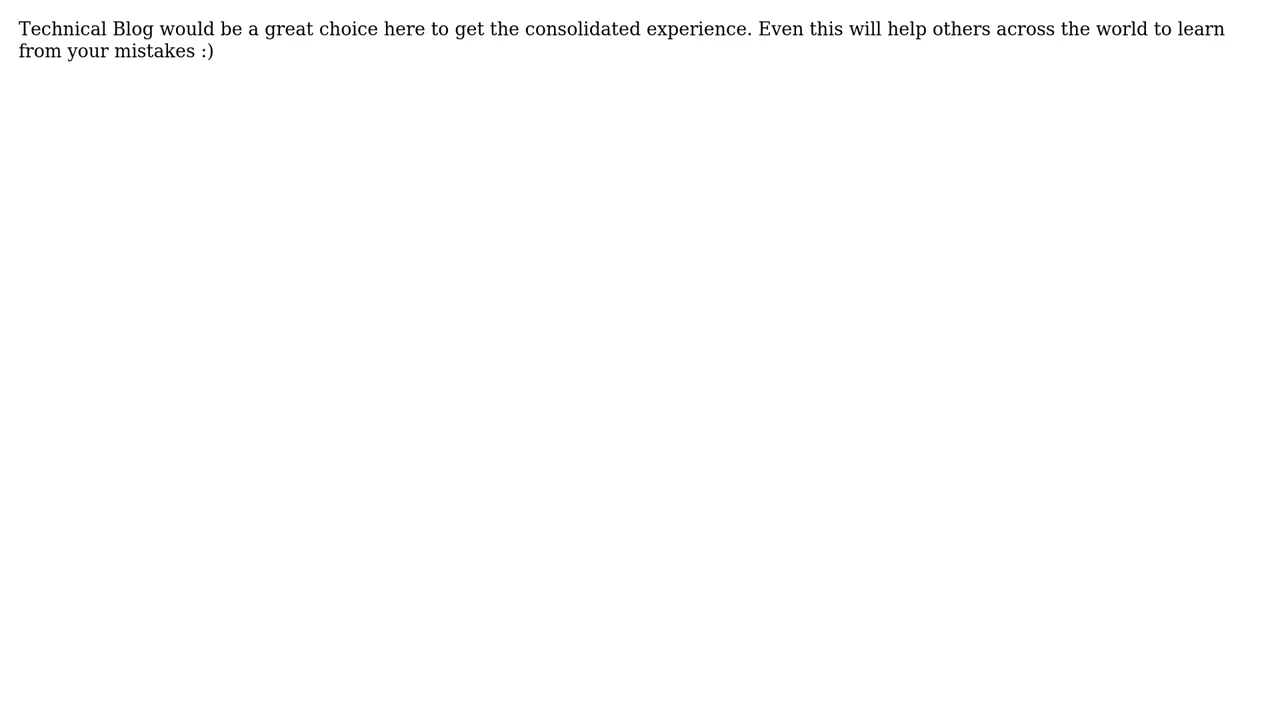 Technical Blog would be a great choice here to get the consolidated experience. Even this will help others across the world to learn
from your mistakes :)